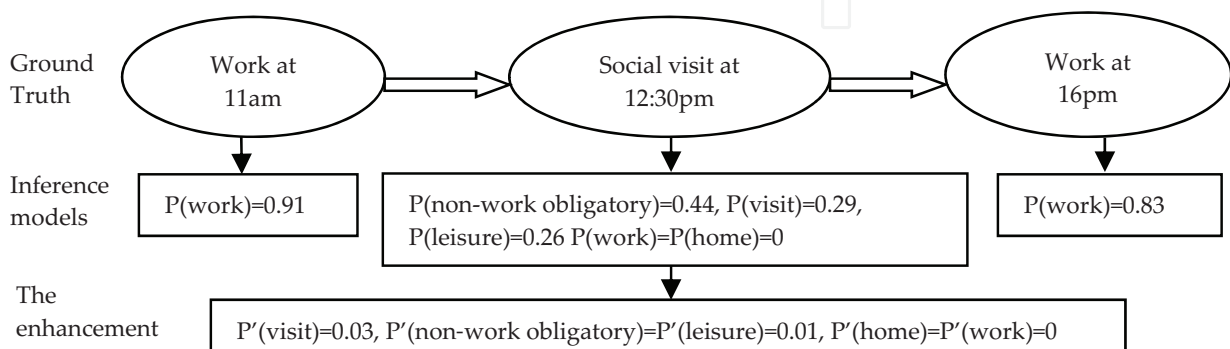 Ground
Truth
Work at
11am
Social visit at
12:30pm
Work at
16pm
Inference
models
P(work)=0.91
P(non-work obligatory)=0.44, P(visit)=0.29,
P(leisure)=0.26 P(work)=P(home)=0
P(work)=0.83
The
enhancement
P’(visit)=0.03, P’(non-work obligatory)=P’(leisure)=0.01, P’(home)=P’(work)=0